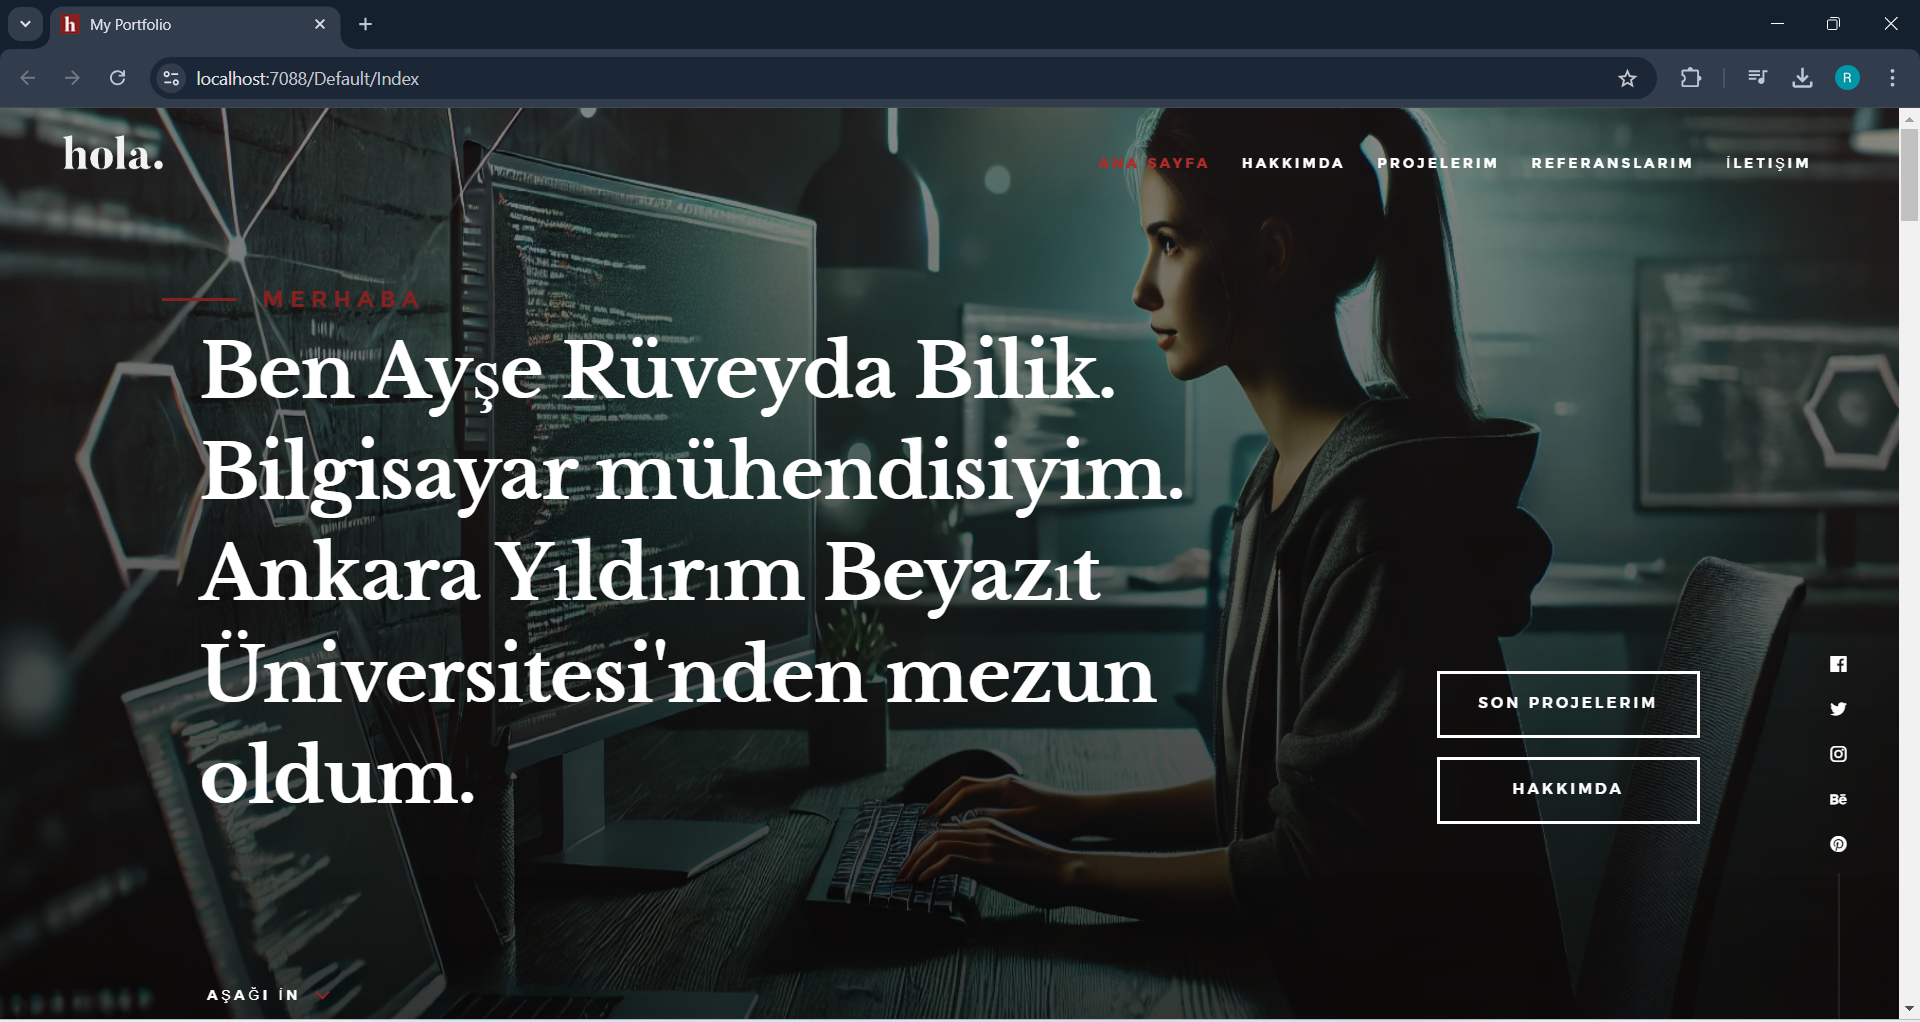 My Portfolio
localhost:7088/Default/Index
R
hola.
ANA SAYFA HAKKIMDA PROJELERIM REFERANSLARIM İLETIŞIM
MERHABA
Ben Ayşe Rüveyda Bilik.
Bilgisayar mühendisiyim.
Ankara Yıldırım Beyazıt
Üniversitesi'nden mezun
oldum.
SON PROJELERIM
HAKKIMDA
AŞAĞI İN